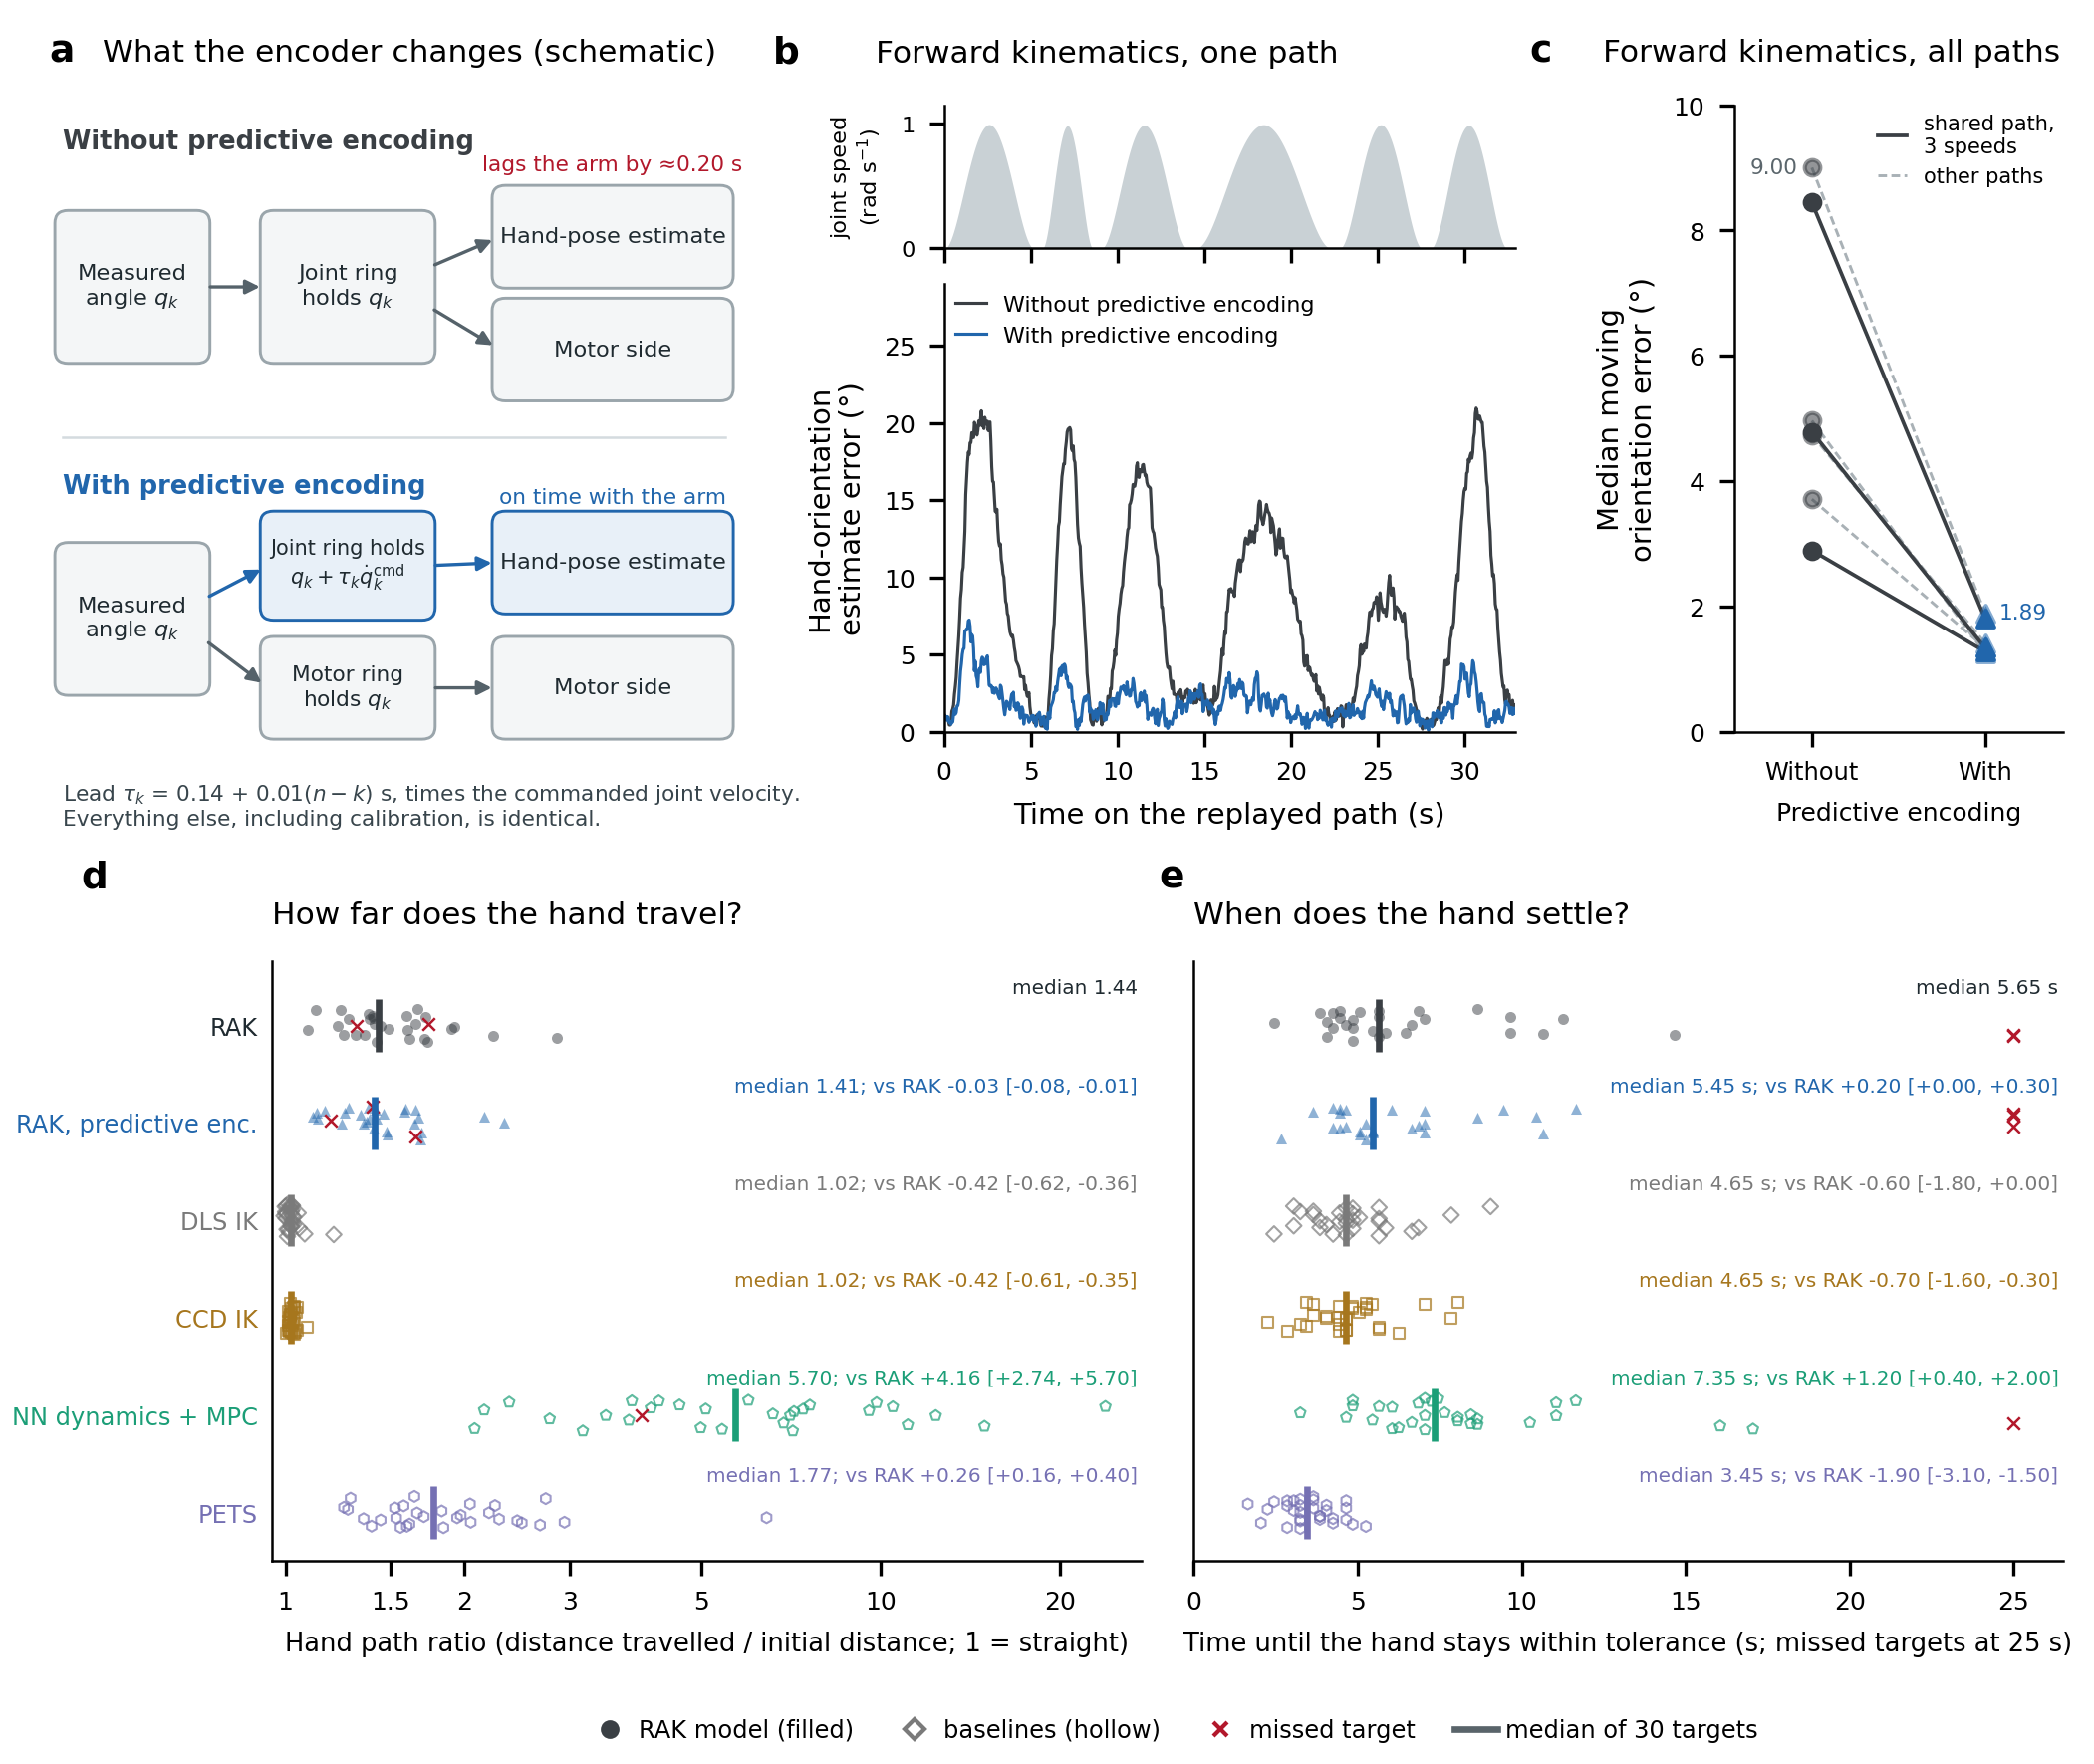 a What the encoder changes (schematic)
Without predictive encoding
lags the arm by ≈0.20 s
Measured
angle qₖ
Joint ring
holds qₖ
Hand-pose estimate
Motor side
With predictive encoding
on time with the arm
Measured
angle qₖ
Joint ring holds
qₖ + τₖq̇ₖᶜᵐᵈ
Hand-pose estimate
Motor ring
holds qₖ
Motor side
Lead τₖ = 0.14 + 0.01(n − k) s, times the commanded joint velocity.
Everything else, including calibration, is identical.
b Forward kinematics, one path
joint speed
(rad s⁻¹)
1
0
Without predictive encoding
With predictive encoding
Hand-orientation
estimate error (°)
25
20
15
10
5
0
0 5 10 15 20 25 30
Time on the replayed path (s)
c Forward kinematics, all paths
shared path,
3 speeds
other paths
Median moving
orientation error (°)
10
8
6
4
2
0
9.00
1.89
Without With
Predictive encoding
d
How far does the hand travel?
RAK
median 1.44
RAK, predictive enc.
median 1.41; vs RAK -0.03 [-0.08, -0.01]
DLS IK
median 1.02; vs RAK -0.42 [-0.62, -0.36]
CCD IK
median 1.02; vs RAK -0.42 [-0.61, -0.35]
NN dynamics + MPC
median 5.70; vs RAK +4.16 [+2.74, +5.70]
PETS
median 1.77; vs RAK +0.26 [+0.16, +0.40]
1 1.5 2 3 5 10 20
Hand path ratio (distance travelled / initial distance; 1 = straight)
e
When does the hand settle?
median 5.65 s
median 5.45 s; vs RAK +0.20 [+0.00, +0.30]
median 4.65 s; vs RAK -0.60 [-1.80, +0.00]
median 4.65 s; vs RAK -0.70 [-1.60, -0.30]
median 7.35 s; vs RAK +1.20 [+0.40, +2.00]
median 3.45 s; vs RAK -1.90 [-3.10, -1.50]
0 5 10 15 20 25
Time until the hand stays within tolerance (s; missed targets at 25 s)
RAK model (filled)
baselines (hollow)
missed target
median of 30 targets